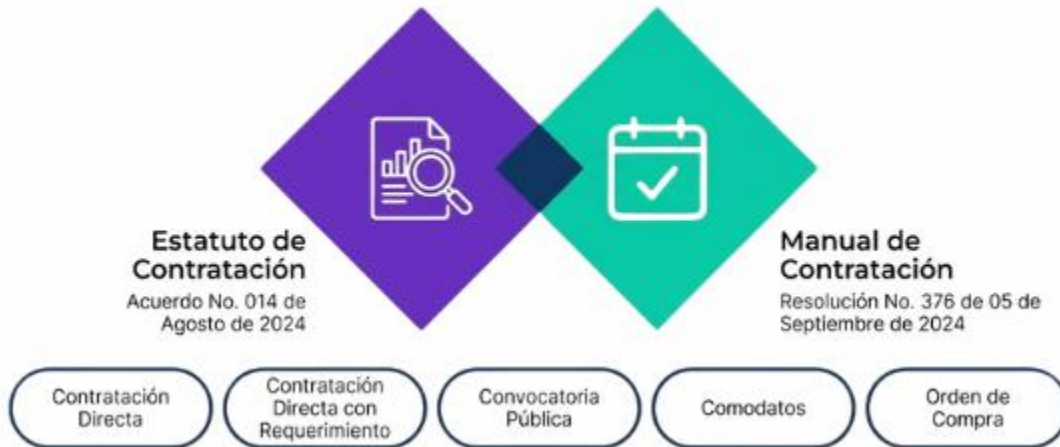 Estatuto de
Contratación
Acuerdo No. 014 de
Agosto de 2024
Manual de
Contratación
Resolución No. 376 de 05 de
Septiembre de 2024
Contratación
Directa
Contratación
Directa con
Requerimiento
Convocatoria
Pública
Comodatos
Orden de
Compra